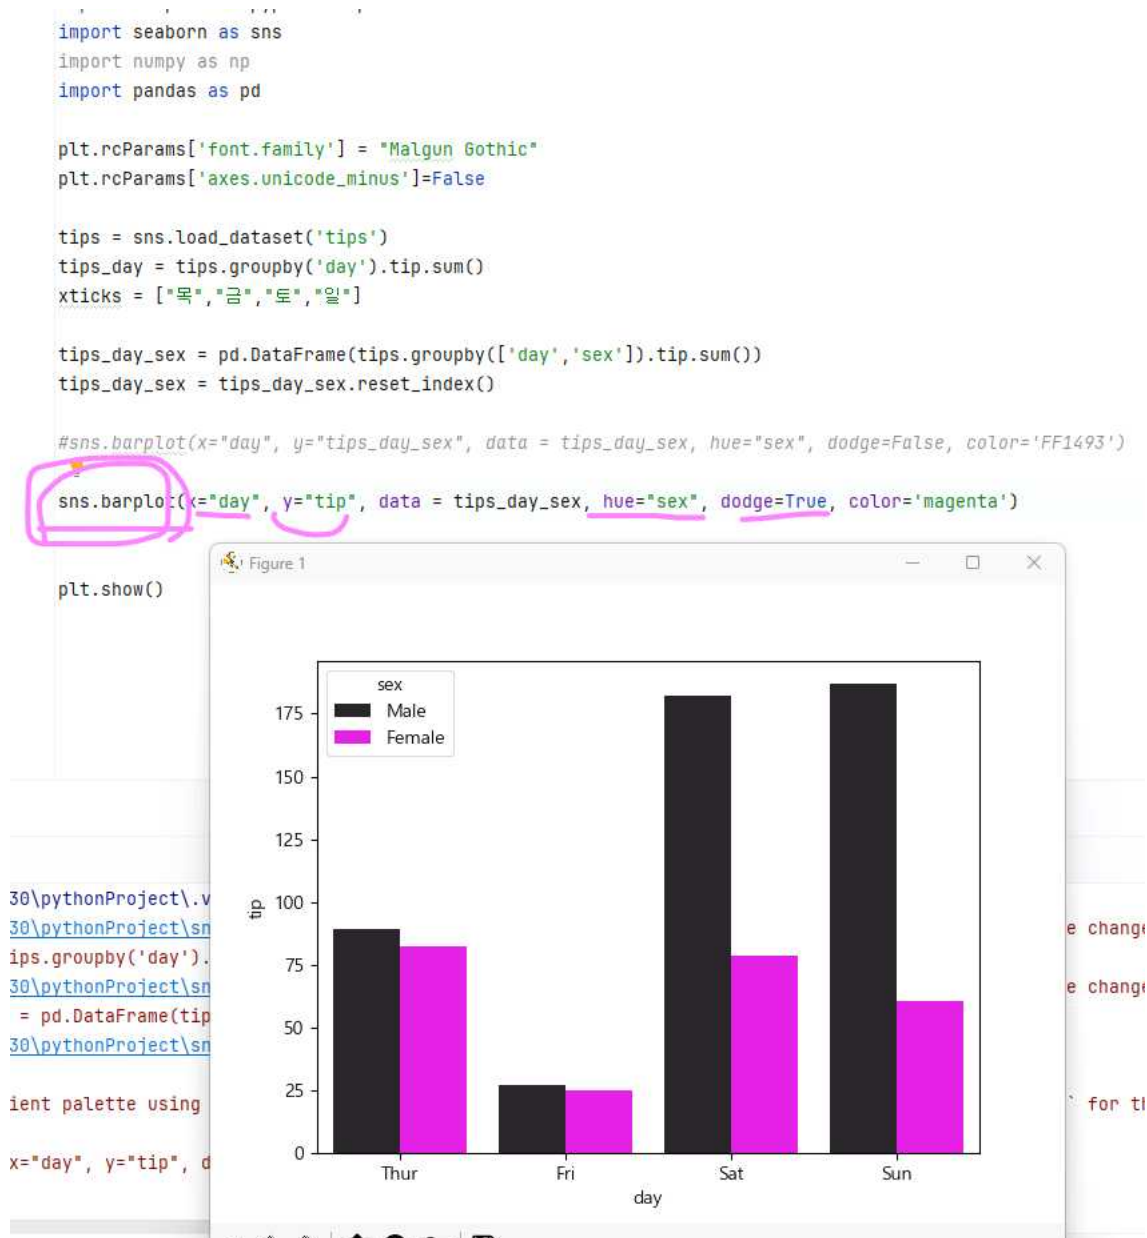 import seaborn as sns
import numpy as np
import pandas as pd
plt.rcParams['font.family'] = "Malgun Gothic"
plt.rcParams['axes.unicode_minus']=False
tips = sns.load_dataset('tips')
tips_day = tips.groupby('day').tip.sum()
xticks = ["목","금","토","일"]
tips_day_sex = pd.DataFrame(tips.groupby(['day','sex']).tip.sum())
tips_day_sex = tips_day_sex.reset_index()
#sns.barplot(x="day", y="tips_day_sex", data = tips_day_sex, hue="sex", dodge=False, color='FF1493')
sns.barplot(x="day", y="tip", data = tips_day_sex, hue="sex", dodge=True, color='magenta')
plt.show()
Figure 1
sex
Male
Female
175
150
125
100
75
50
25
0
tip
Thur Fri Sat Sun
day
30\pythonProject\.v
30\pythonProject\sn e change
ips.groupby('day').
30\pythonProject\sn e change
= pd.DataFrame(tip
30\pythonProject\sn
ient palette using ` for th
x="day", y="tip", d